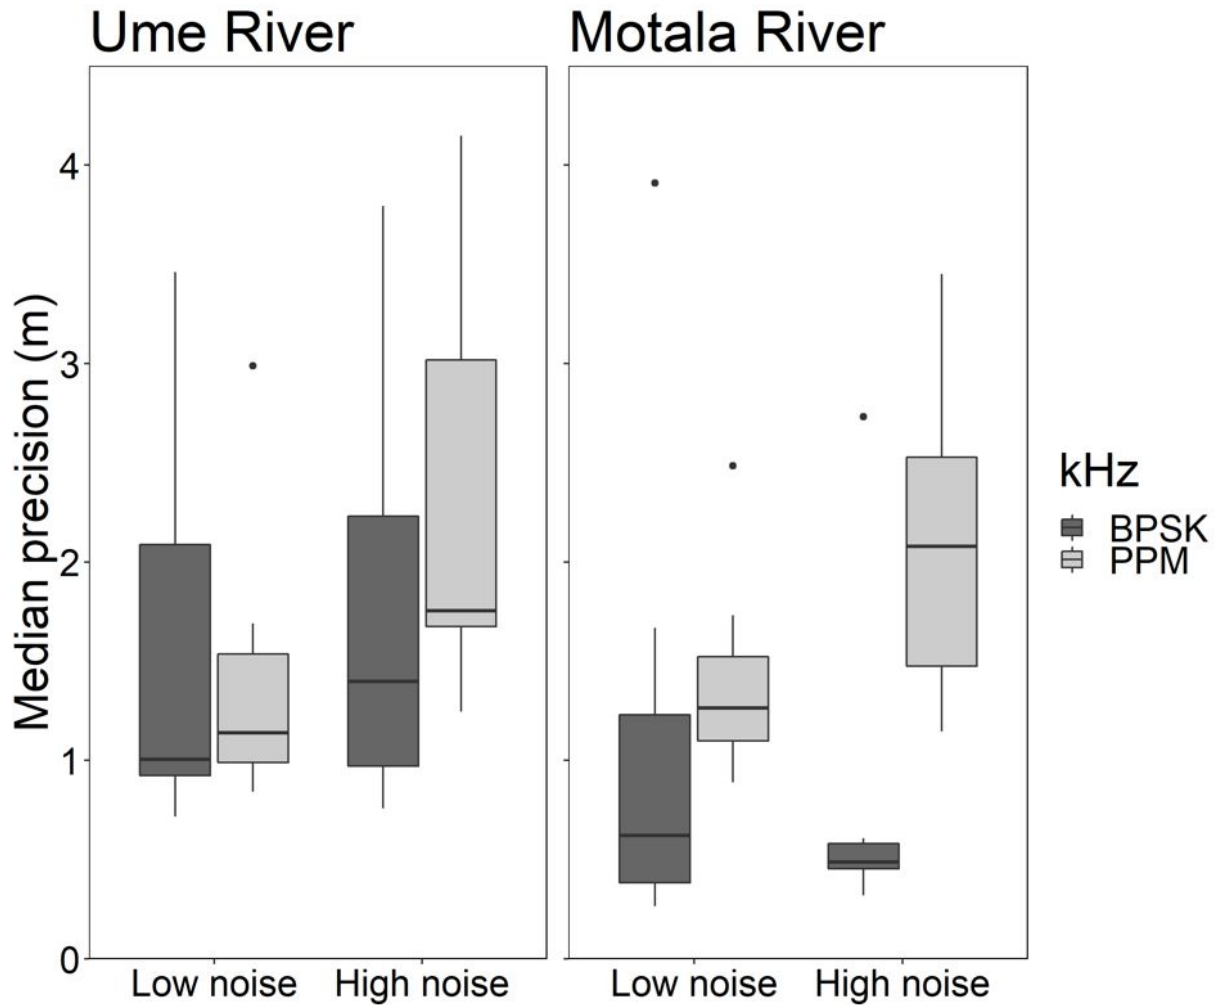 Ume River
Motala River
Median precision (m)
4
3
2
1
0
Low noise
High noise
Low noise
High noise
kHz
BPSK
PPM